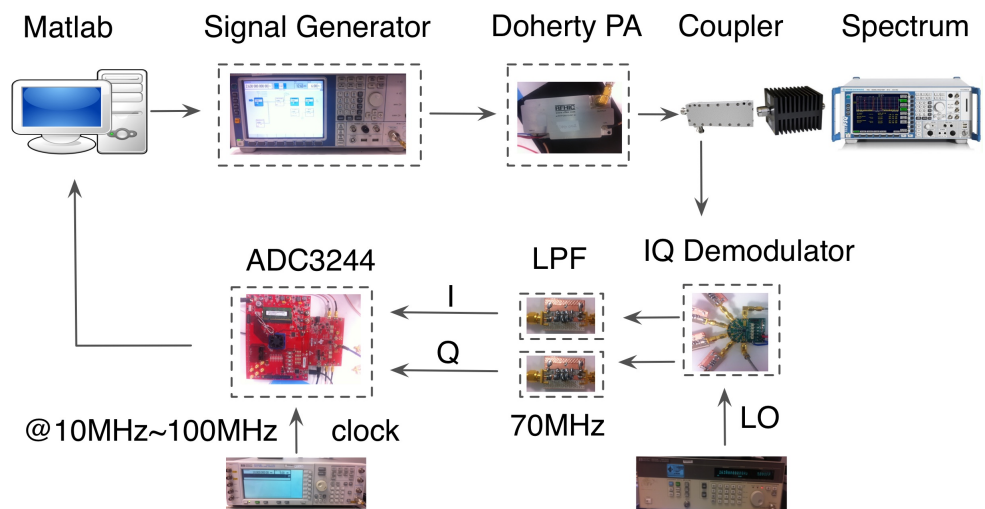 Matlab
Signal Generator
Doherty PA
Coupler
Spectrum
ADC3244
LPF
IQ Demodulator
I
Q
@10MHz~100MHz
clock
70MHz
LO